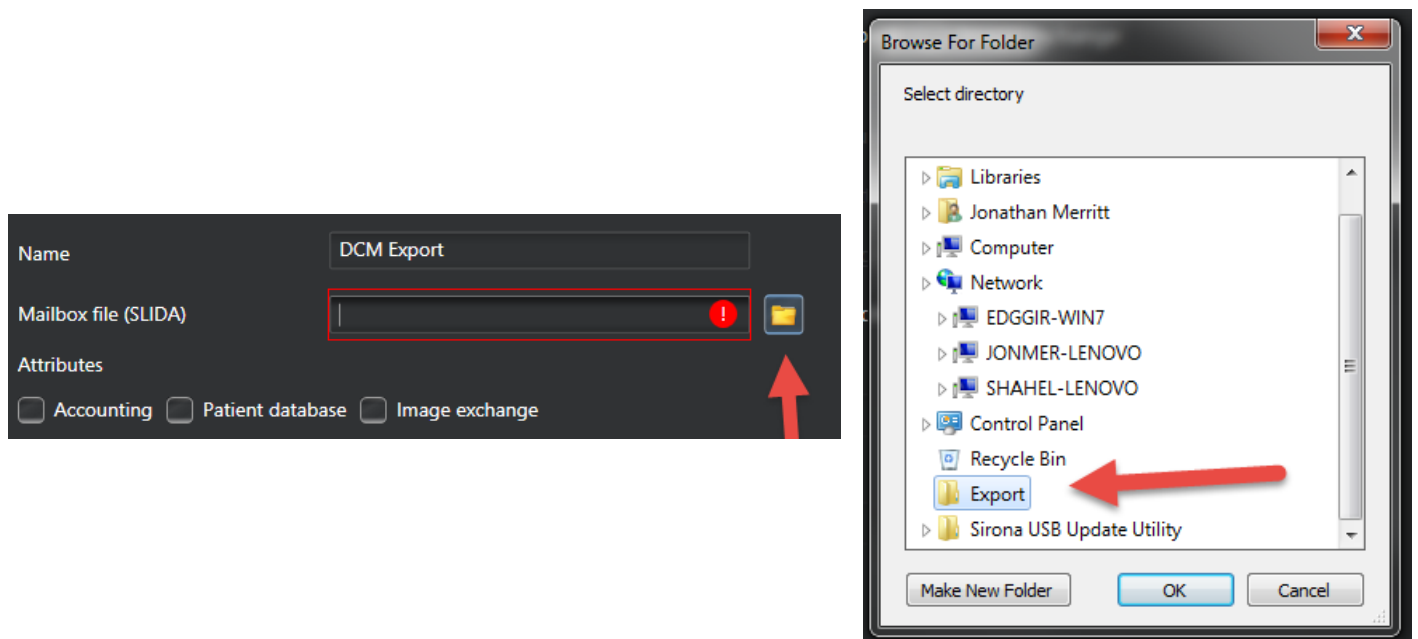 Name
DCM Export
Mailbox file (SLIDA)
!
Attributes
Accounting Patient database Image exchange
Browse For Folder
Select directory
Libraries
Jonathan Merritt
Computer
Network
EDGGIR-WIN7
JONMER-LENOVO
SHAHEL-LENOVO
Control Panel
Recycle Bin
Export
Sirona USB Update Utility
Make New Folder OK Cancel